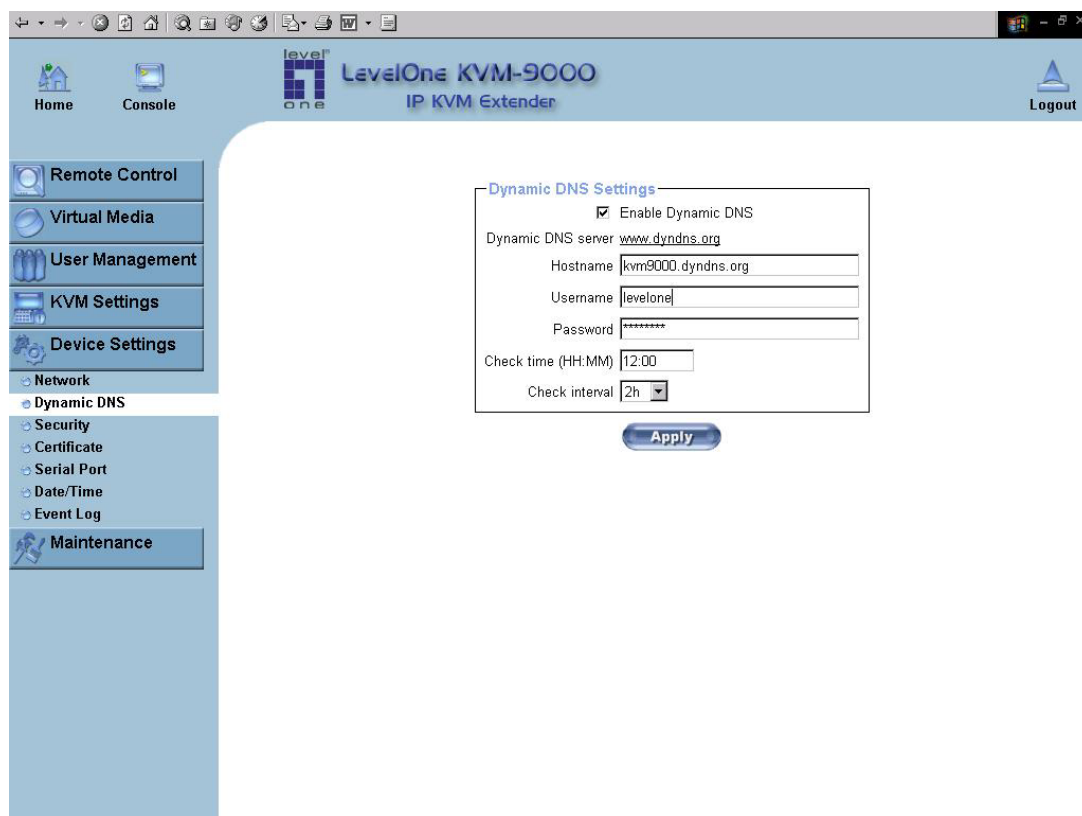 level
one
LevelOne KVM-9000
IP KVM Extender
Home
Console
Logout
Remote Control
Virtual Media
User Management
KVM Settings
Device Settings
Network
Dynamic DNS
Security
Certificate
Serial Port
Date/Time
Event Log
Maintenance
Dynamic DNS Settings
Enable Dynamic DNS
Dynamic DNS server www.dyndns.org
Hostname kvm9000.dyndns.org
Username levelone
Password ********
Check time (HH:MM) 12:00
Check interval 2h
Apply